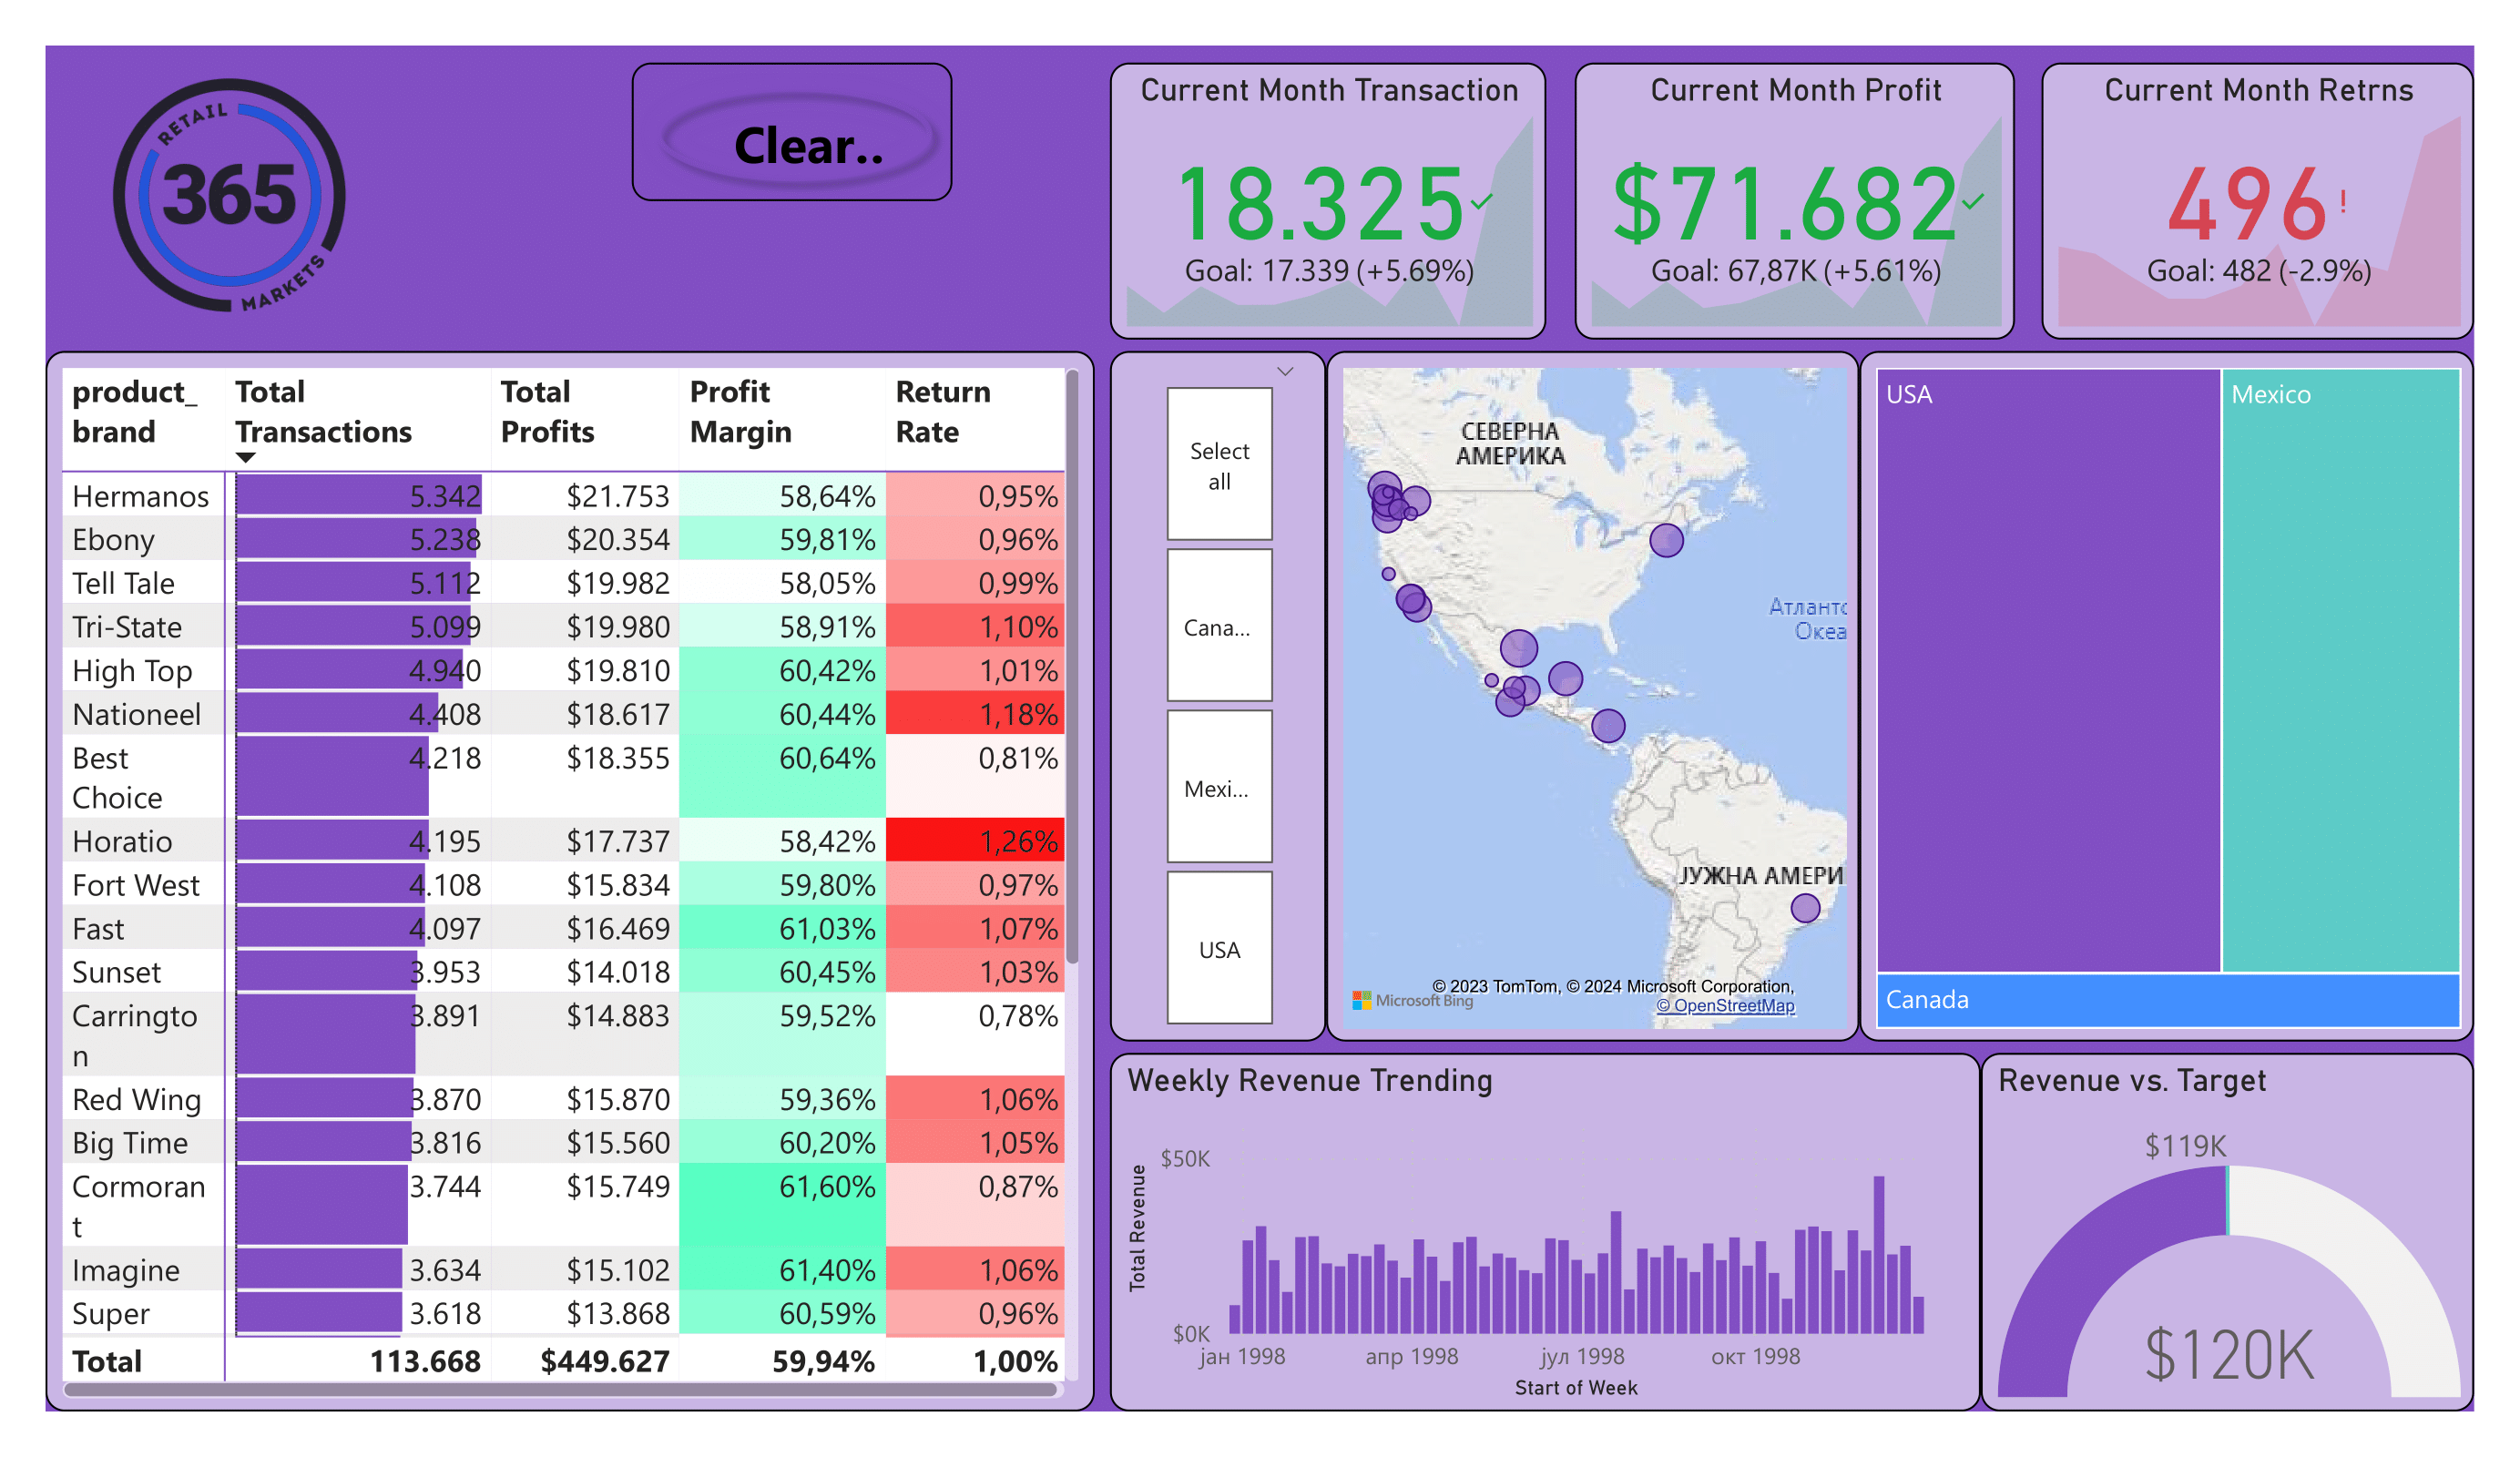 RETAIL
365
MARKETS
Clear..
Current Month Transaction
18.325
Goal: 17.339 (+5.69%)
Current Month Profit
$71.682
Goal: 67,87K (+5.61%)
Current Month Retrns
496!
Goal: 482 (-2.9%)
product_ Total Total Profit Return
brand Transactions Profits Margin Rate
Hermanos 5.342 $21.753 58,64% 0,95%
Ebony 5.238 $20.354 59,81% 0,96%
Tell Tale 5.112 $19.982 58,05% 0,99%
Tri-State 5.099 $19.980 58,91% 1,10%
High Top 4.940 $19.810 60,42% 1,01%
Nationeel 4.408 $18.617 60,44% 1,18%
Best 4.218 $18.355 60,64% 0,81%
Choice
Horatio 4.195 $17.737 58,42% 1,26%
Fort West 4.108 $15.834 59,80% 0,97%
Fast 4.097 $16.469 61,03% 1,07%
Sunset 3.953 $14.018 60,45% 1,03%
Carringto 3.891 $14.883 59,52% 0,78%
n
Red Wing 3.870 $15.870 59,36% 1,06%
Big Time 3.816 $15.560 60,20% 1,05%
Cormoran 3.744 $15.749 61,60% 0,87%
t
Imagine 3.634 $15.102 61,40% 1,06%
Super 3.618 $13.868 60,59% 0,96%
Total 113.668 $449.627 59,94% 1,00%
Select
all
Cana...
Mexi...
USA
СЕВЕРНА
АМЕРИКА
Атлантс
Океа
ЈУЖНА АМЕРИ
© 2023 TomTom, © 2024 Microsoft Corporation,
Microsoft Bing
© OpenStreetMap
USA
Mexico
Canada
Weekly Revenue Trending
Total Revenue
$50K
$0K
јан 1998 апр 1998 јул 1998 окт 1998
Start of Week
Revenue vs. Target
$119K
$120K